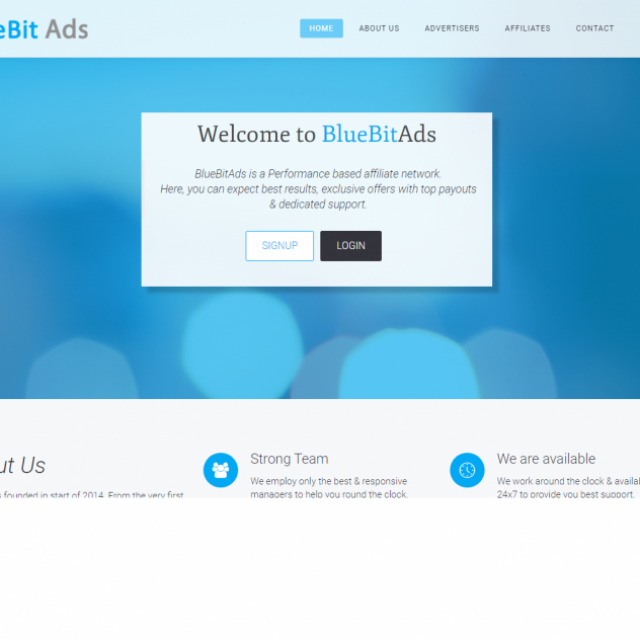 eBit Ads
HOME ABOUT US ADVERTISERS AFFILIATES CONTACT
Welcome to BlueBitAds
BlueBitAds is a Performance based affiliate network.
Here, you can expect best results, exclusive offers with top payouts
& dedicated support.
SIGNUP LOGIN
ut Us
founded in start of 2014. From the very first
Strong Team
We employ only the best & responsive
managers to help you round the clock.
We are available
We work around the clock & availa
24x7 to provide you best support.